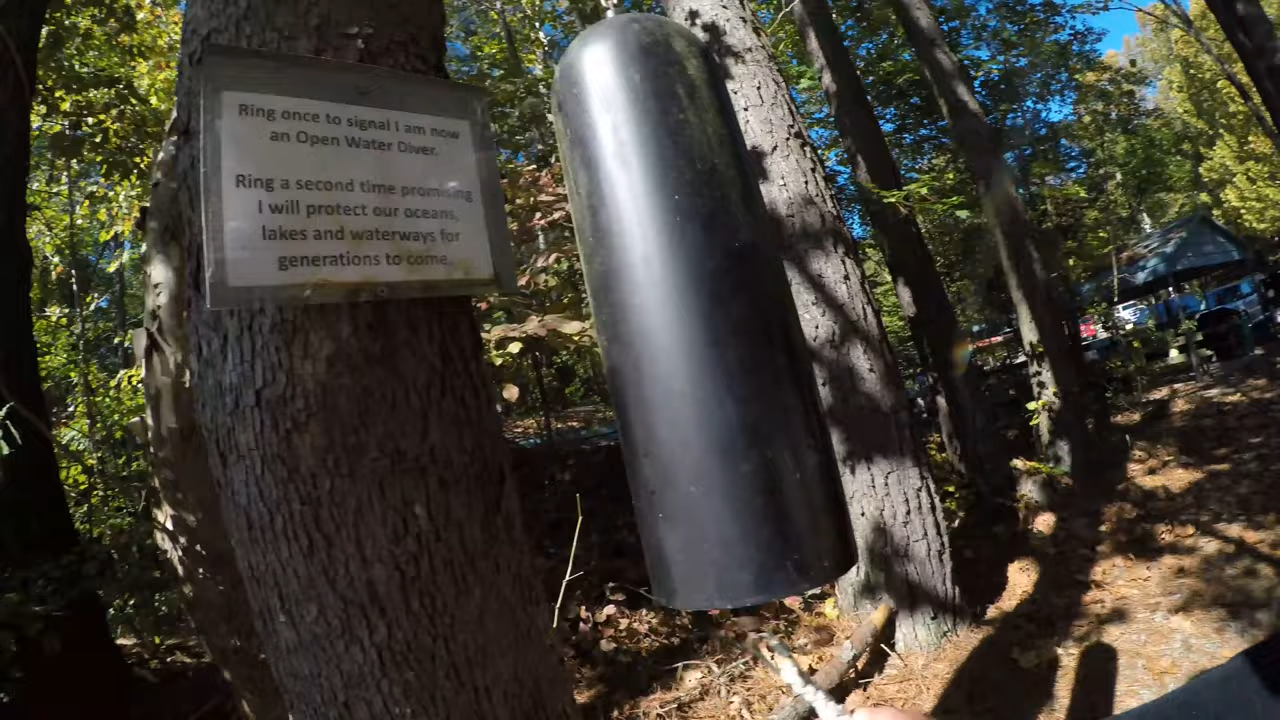 Ring once to signal I am now
an Open Water Diver.
Ring a second time promising
I will protect our oceans,
lakes and waterways for
generations to come.